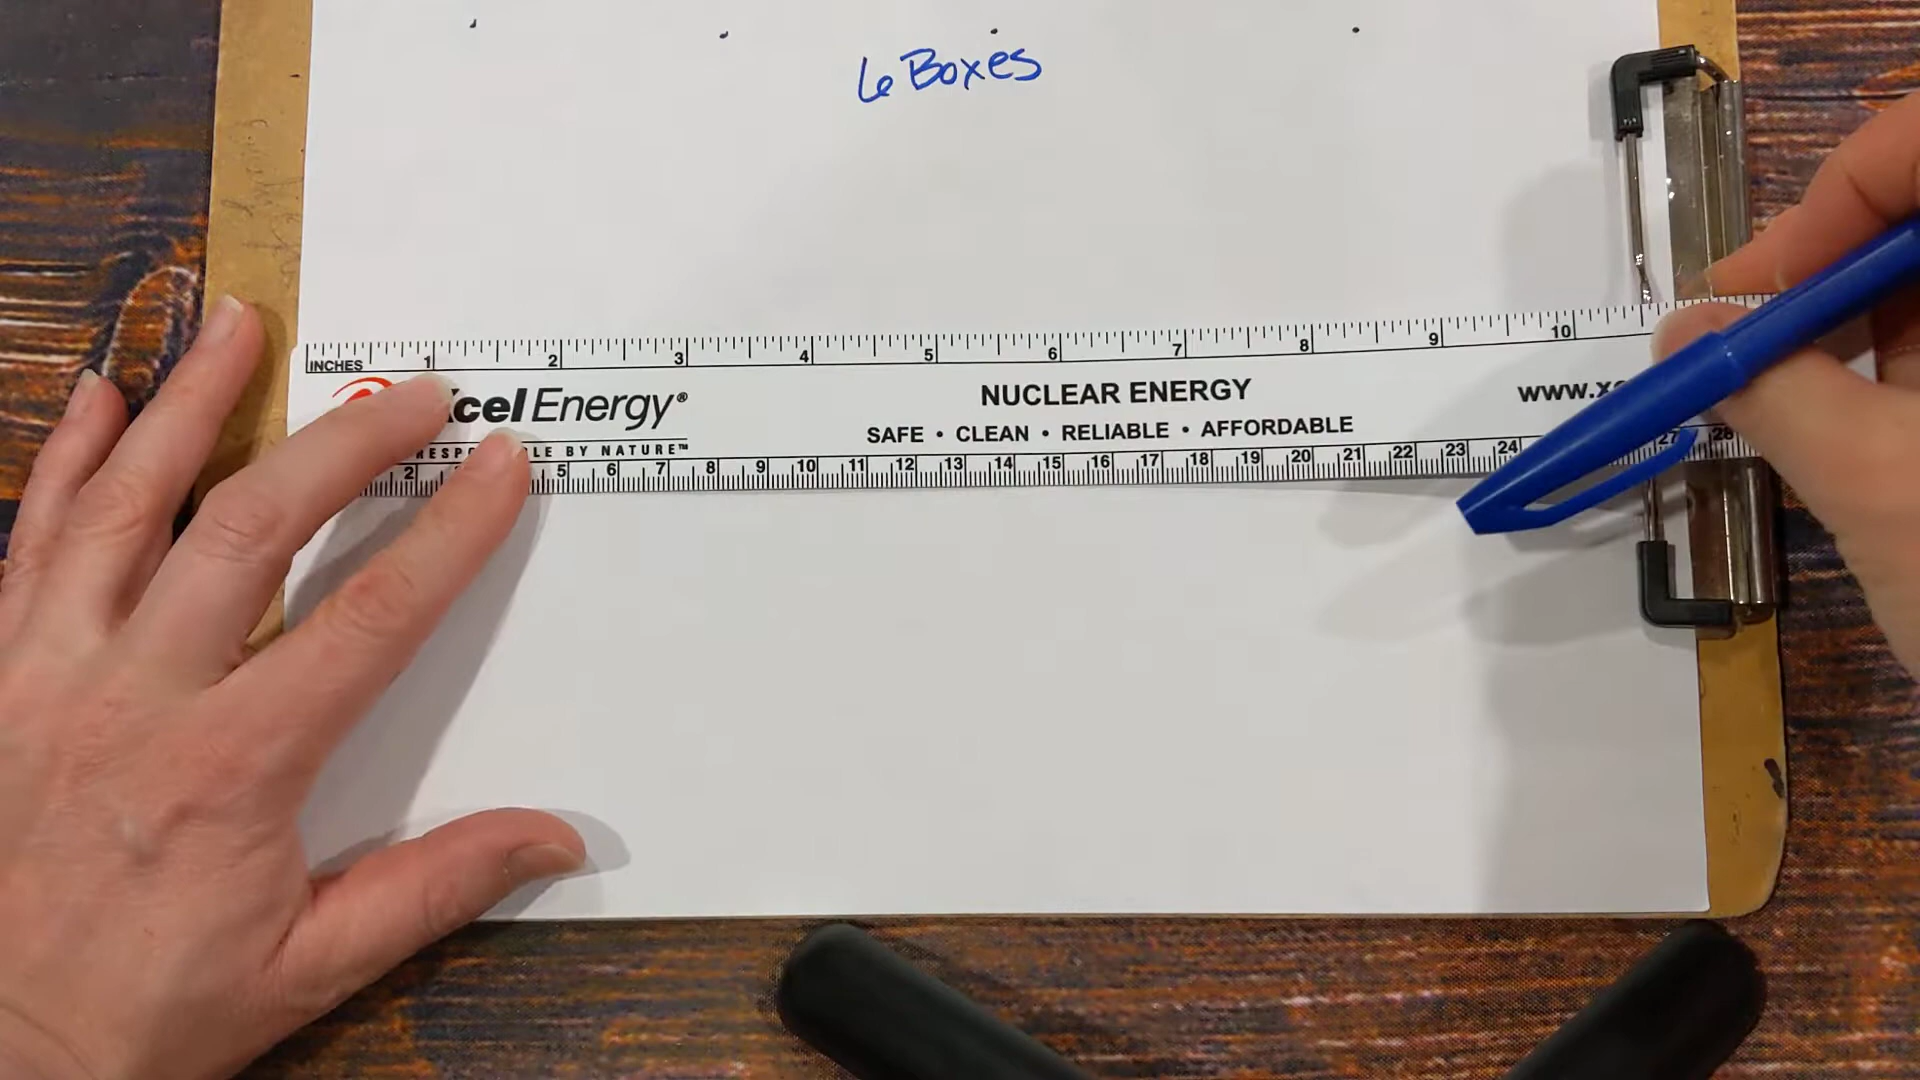 6 Boxes
1 2 3 4 5 6 7 8 9 10
INCHES
Xcel Energy®
NUCLEAR ENERGY
SAFE • CLEAN • RELIABLE • AFFORDABLE
BY NATURE™
2 5 6 7 8 9 10 11 12 13 14 15 16 17 18 19 20 21 22 23 24 27 28